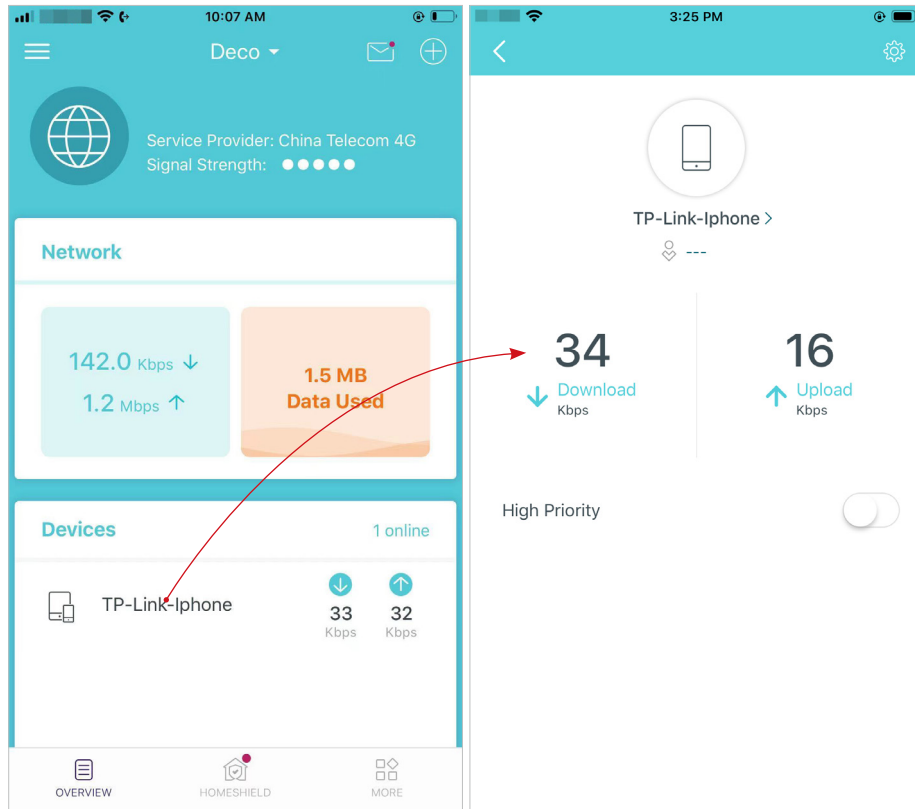 10:07 AM
Deco
Service Provider: China Telecom 4G
Signal Strength:
Network
142.0 Kbps
1.2 Mbps
1.5 MB
Data Used
Devices
1 online
TP-Link-Iphone
33
Kbps
32
Kbps
OVERVIEW
HOMESHIELD
MORE
3:25 PM
TP-Link-Iphone
---
34
Download
Kbps
16
Upload
Kbps
High Priority